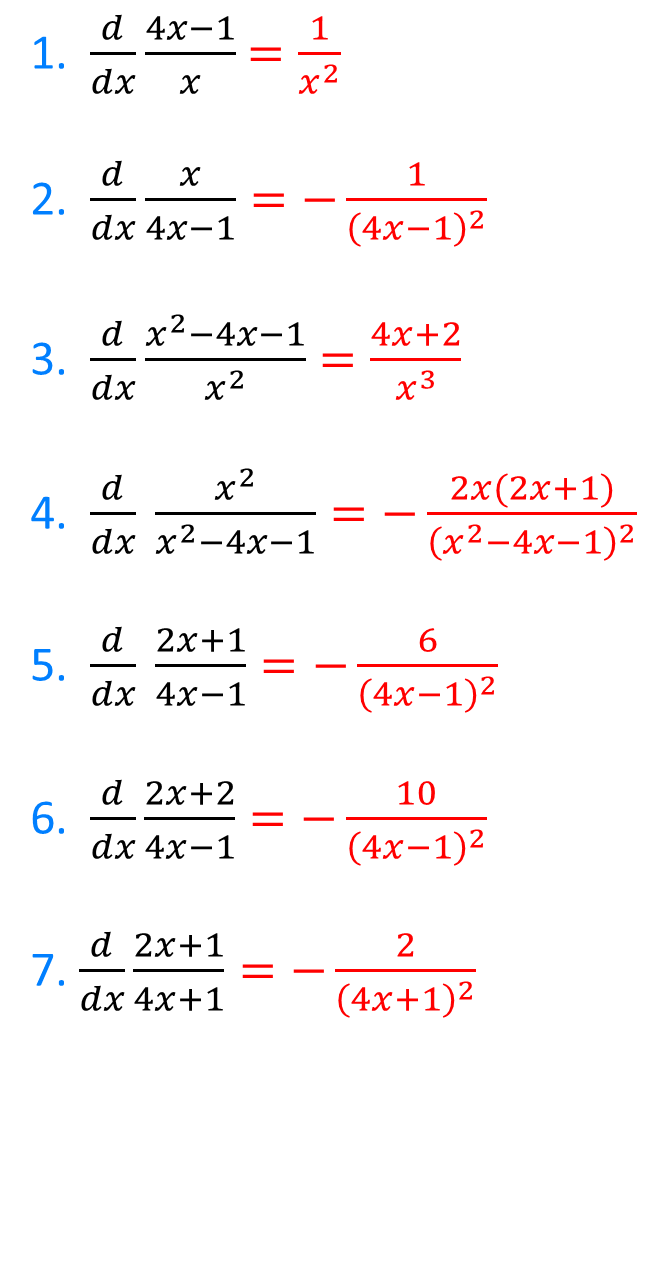 1. d/dx (4x−1)/x = 1/x²
2. d/dx x/(4x−1) = − 1/(4x−1)²
3. d/dx (x²−4x−1)/x² = (4x+2)/x³
4. d/dx x²/(x²−4x−1) = − 2x(2x+1)/(x²−4x−1)²
5. d/dx (2x+1)/(4x−1) = − 6/(4x−1)²
6. d/dx (2x+2)/(4x−1) = − 10/(4x−1)²
7. d/dx (2x+1)/(4x+1) = − 2/(4x+1)²